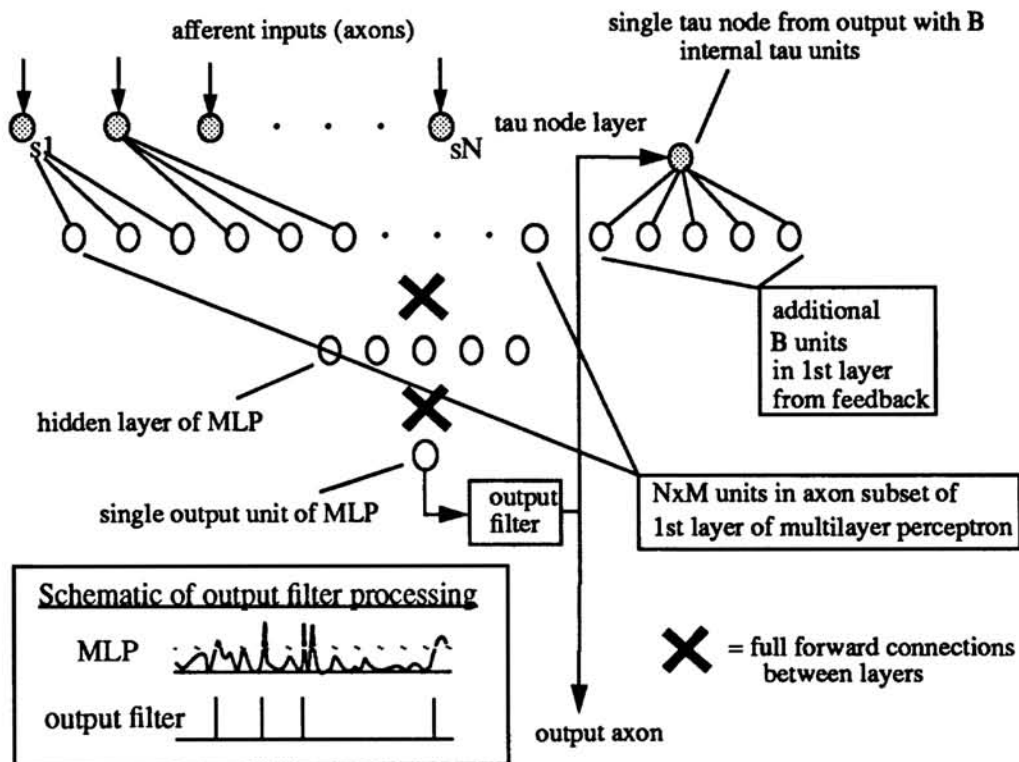 afferent inputs (axons)
single tau node from output with B
internal tau units
s1
sN
tau node layer
additional
B units
in 1st layer
from feedback
hidden layer of MLP
single output unit of MLP
output
filter
NxM units in axon subset of
1st layer of multilayer perceptron
Schematic of output filter processing
MLP
output filter
= full forward connections
between layers
output axon